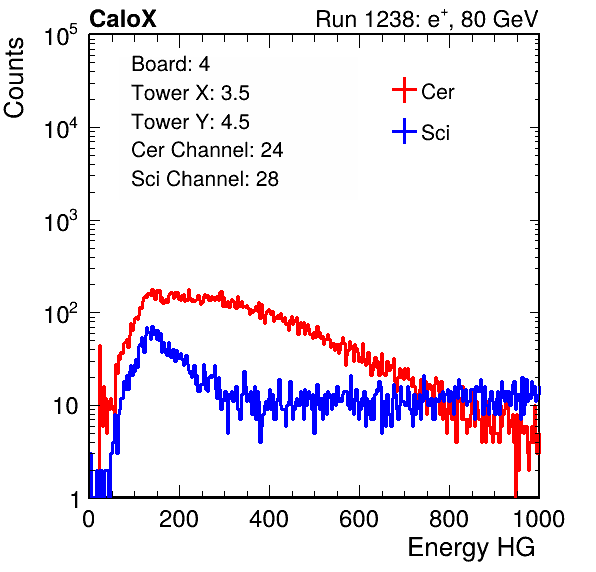 CaloX Run 1238: e⁺, 80 GeV
Counts
10⁵
10⁴
10³
10²
10
1
Board: 4
Tower X: 3.5
Tower Y: 4.5
Cer Channel: 24
Sci Channel: 28
Cer
Sci
0 200 400 600 800 1000
Energy HG